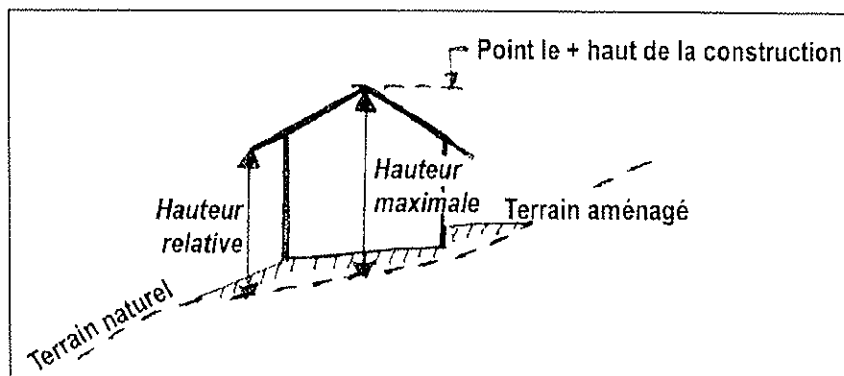 Point le + haut de la construction
Hauteur
maximale
Hauteur
relative
Terrain aménagé
Terrain naturel